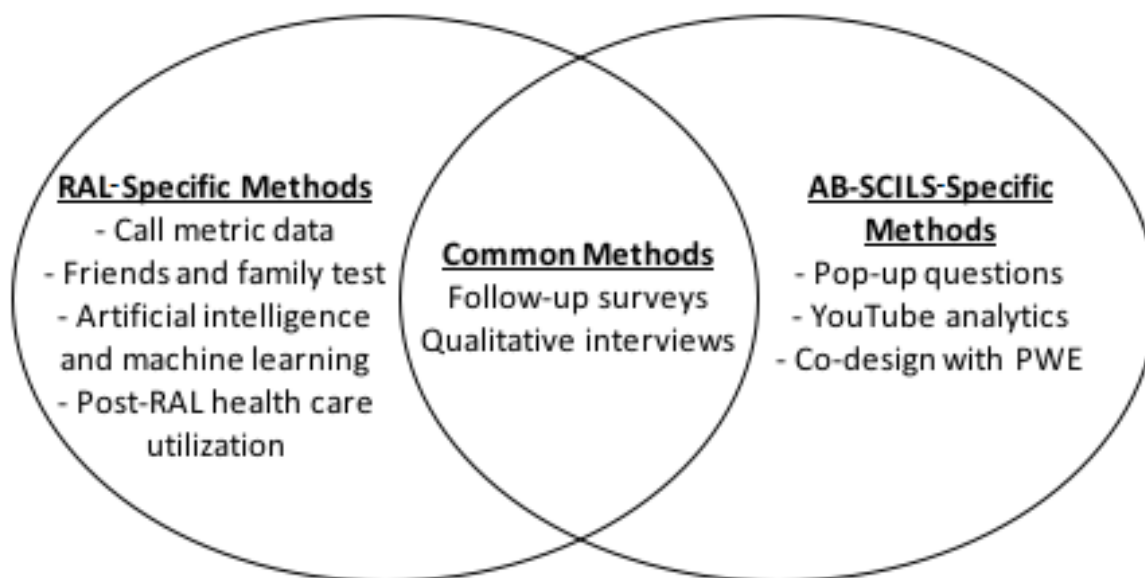 RAL-Specific Methods
- Call metric data
- Friends and family test
- Artificial intelligence
and machine learning
- Post-RAL health care
utilization
Common Methods
Follow-up surveys
Qualitative interviews
AB-SCILS-Specific
Methods
- Pop-up questions
- YouTube analytics
- Co-design with PWE